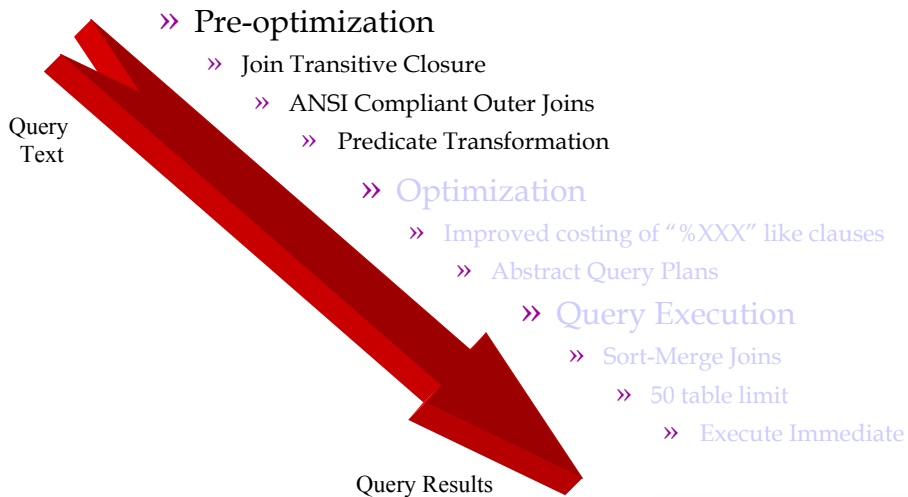 » Pre-optimization
» Join Transitive Closure
» ANSI Compliant Outer Joins
» Predicate Transformation
Query
Text
» Optimization
» Improved costing of “%XXX” like clauses
» Abstract Query Plans
» Query Execution
» Sort-Merge Joins
» 50 table limit
» Execute Immediate
Query Results